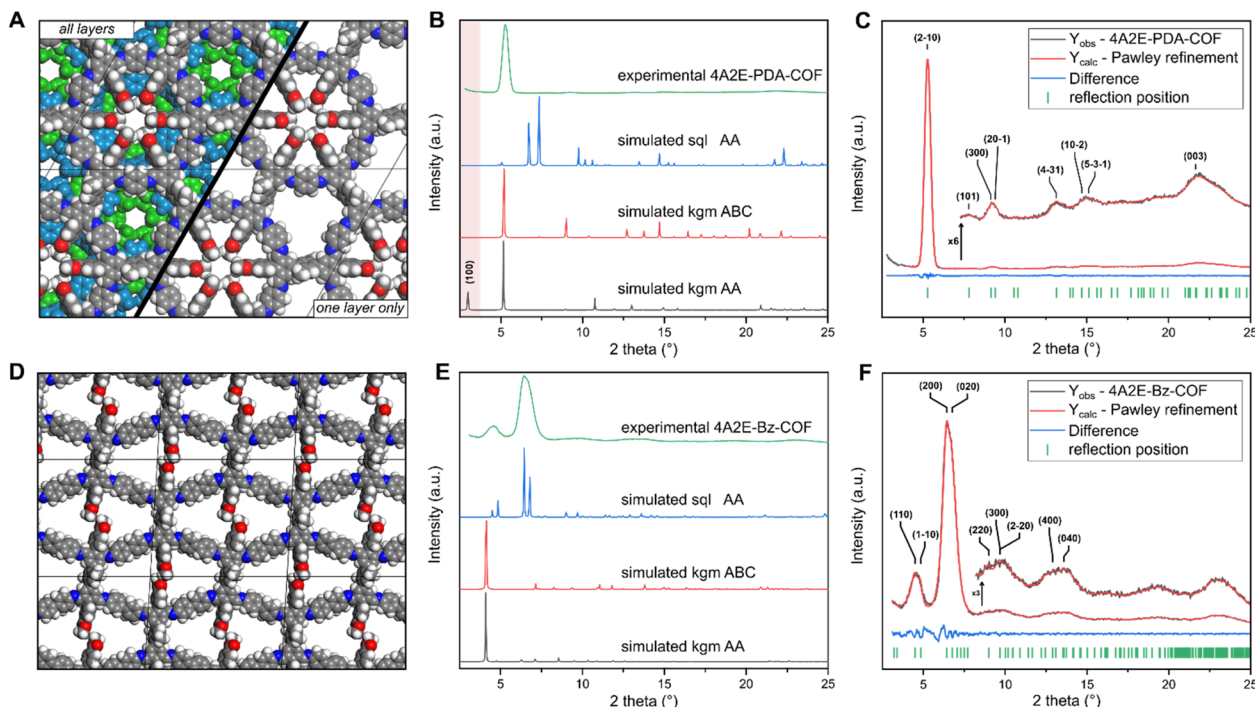 A
all layers
one layer only
B
Intensity (a.u.)
experimental 4A2E-PDA-COF
simulated sql AA
simulated kgm ABC
(100)
simulated kgm AA
5
10
15
20
25
2 theta (°)
C
Intensity (a.u.)
Yobs - 4A2E-PDA-COF
Ycalc - Pawley refinement
Difference
reflection position
(2-10)
(300)
(20-1)
(101)
(4-31)
(10-2)
(5-3-1)
(003)
x6
5
10
15
20
25
2 theta (°)
D
E
Intensity (a.u.)
experimental 4A2E-Bz-COF
simulated sql AA
simulated kgm ABC
simulated kgm AA
5
10
15
20
25
2 theta (°)
F
Intensity (a.u.)
Yobs - 4A2E-Bz-COF
Ycalc - Pawley refinement
Difference
reflection position
(200)
(020)
(110)
(1-10)
(220)
(300)
(2-20)
(400)
(040)
x3
5
10
15
20
25
2 theta (°)